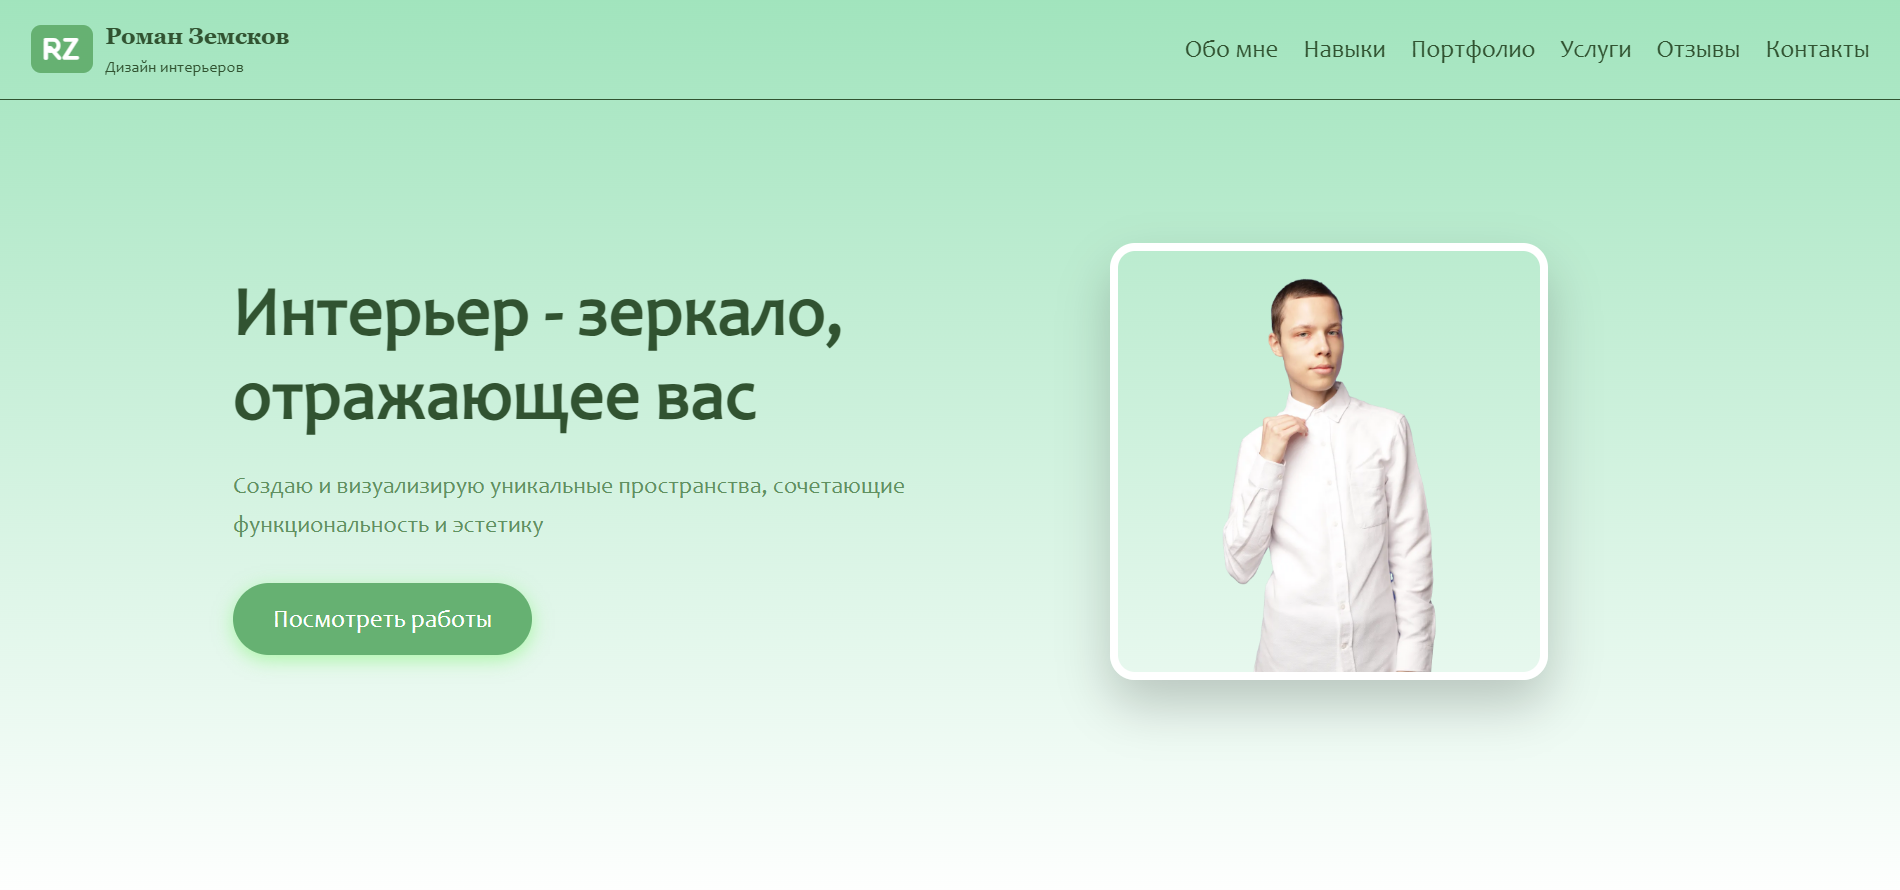 RZ
Роман Земсков
Дизайн интерьеров
Обо мне Навыки Портфолио Услуги Отзывы Контакты
Интерьер - зеркало,
отражающее вас
Создаю и визуализирую уникальные пространства, сочетающие
функциональность и эстетику
Посмотреть работы